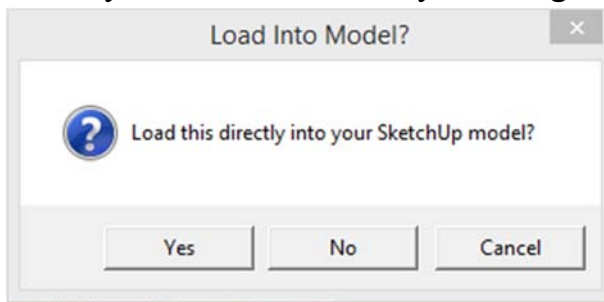 Load Into Model?
Load this directly into your SketchUp model?
Yes No Cancel